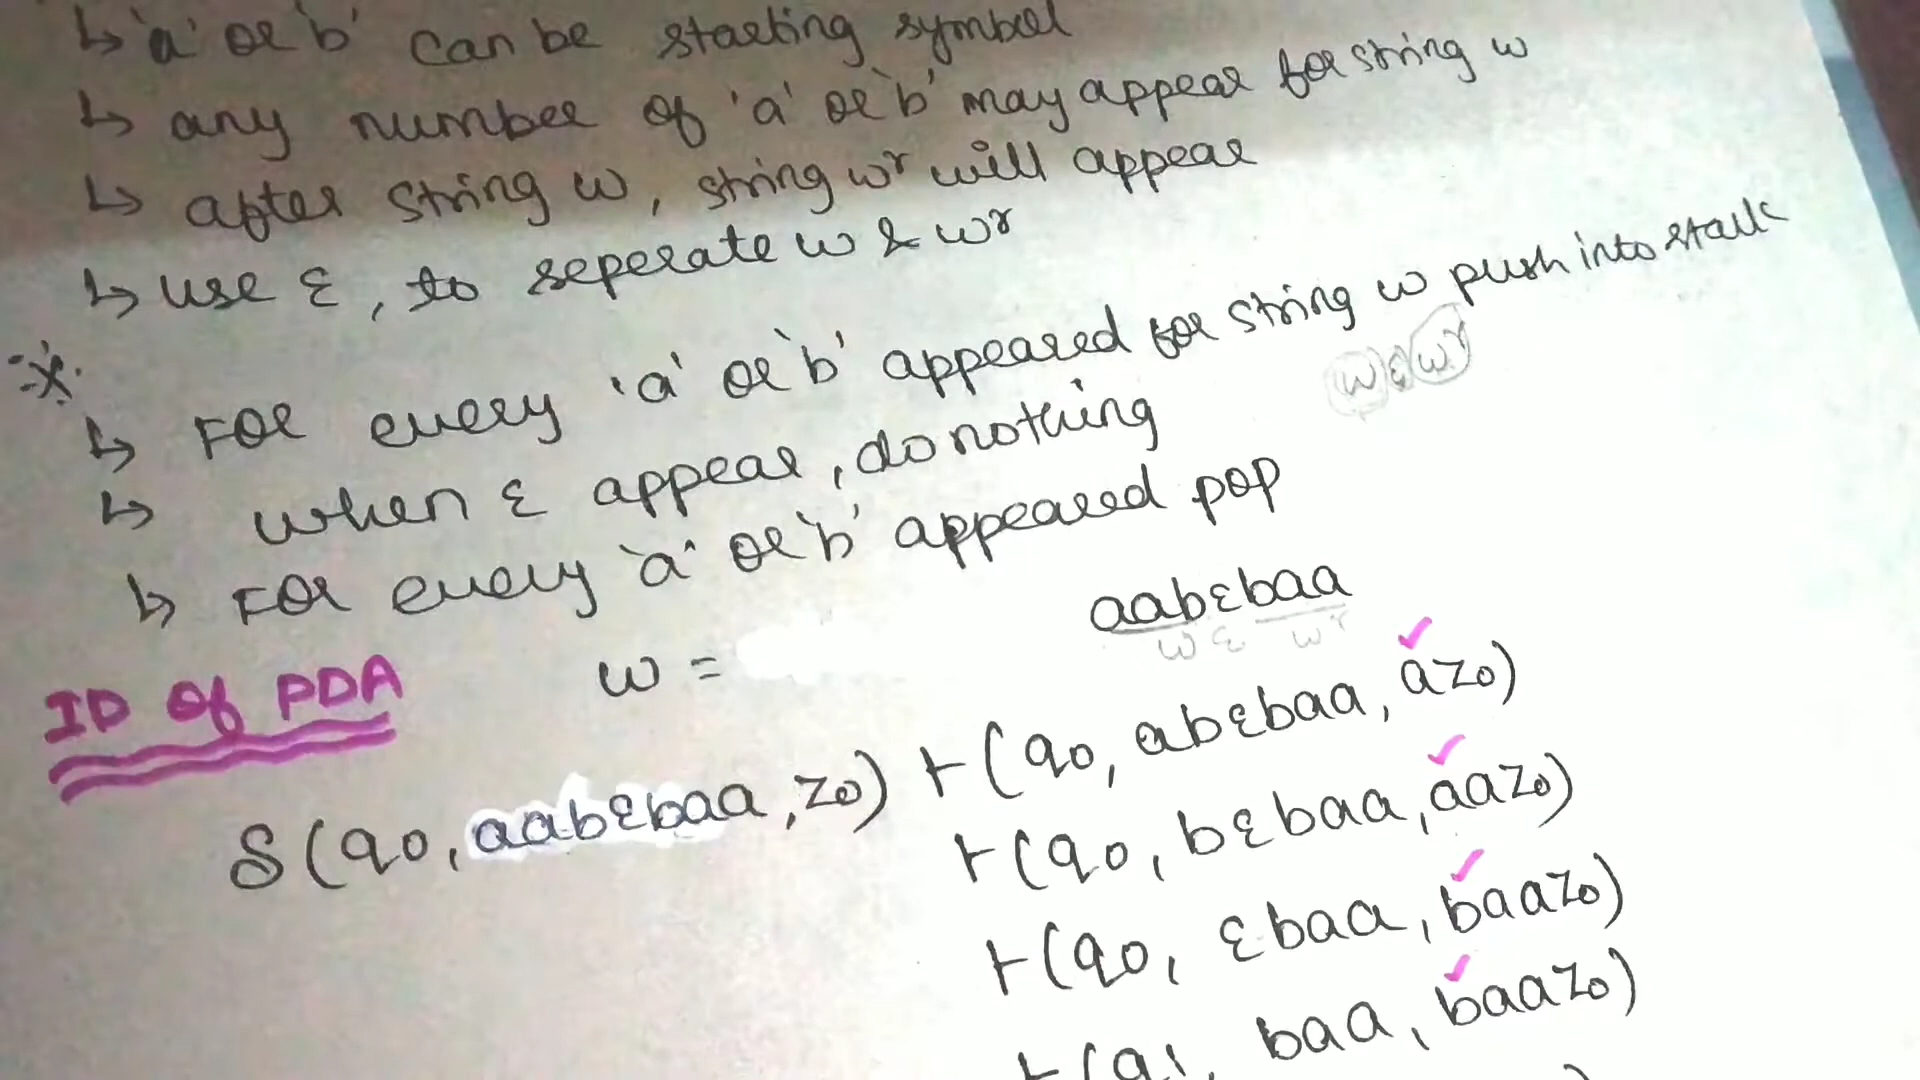 ↳ 'a' or 'b' can be starting symbol
↳ any number of 'a' or 'b' may appear for string w
↳ after string w, string wʳ will appear
↳ use ε, to seperate w & wʳ
↳ For every 'a' or 'b' appeared for string w push into stack
w ε wʳ
↳ when ε appear, do nothing
↳ For every 'a' or 'b' appeared pop
w = aabεbaa
w ε wʳ
ID of PDA
δ(q₀, aabεbaa, z₀) ⊢ (q₀, abεbaa, az₀)
⊢ (q₀, bεbaa, aaz₀)
⊢ (q₀, εbaa, baaz₀)
⊢ (q₁, baa, baaz₀)